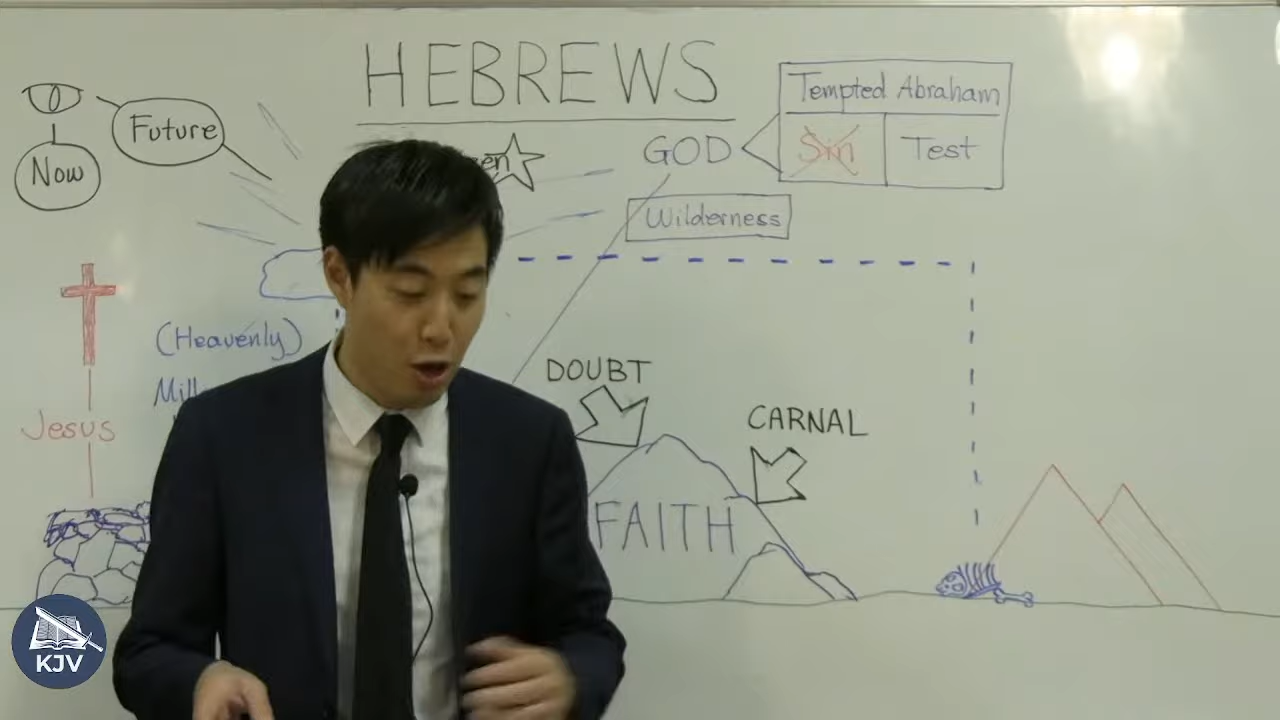 HEBREWS
Tempted Abraham
Sin
Test
GOD
Wilderness
Future
Now
(Heavenly)
Jesus
DOUBT
CARNAL
FAITH
KJV